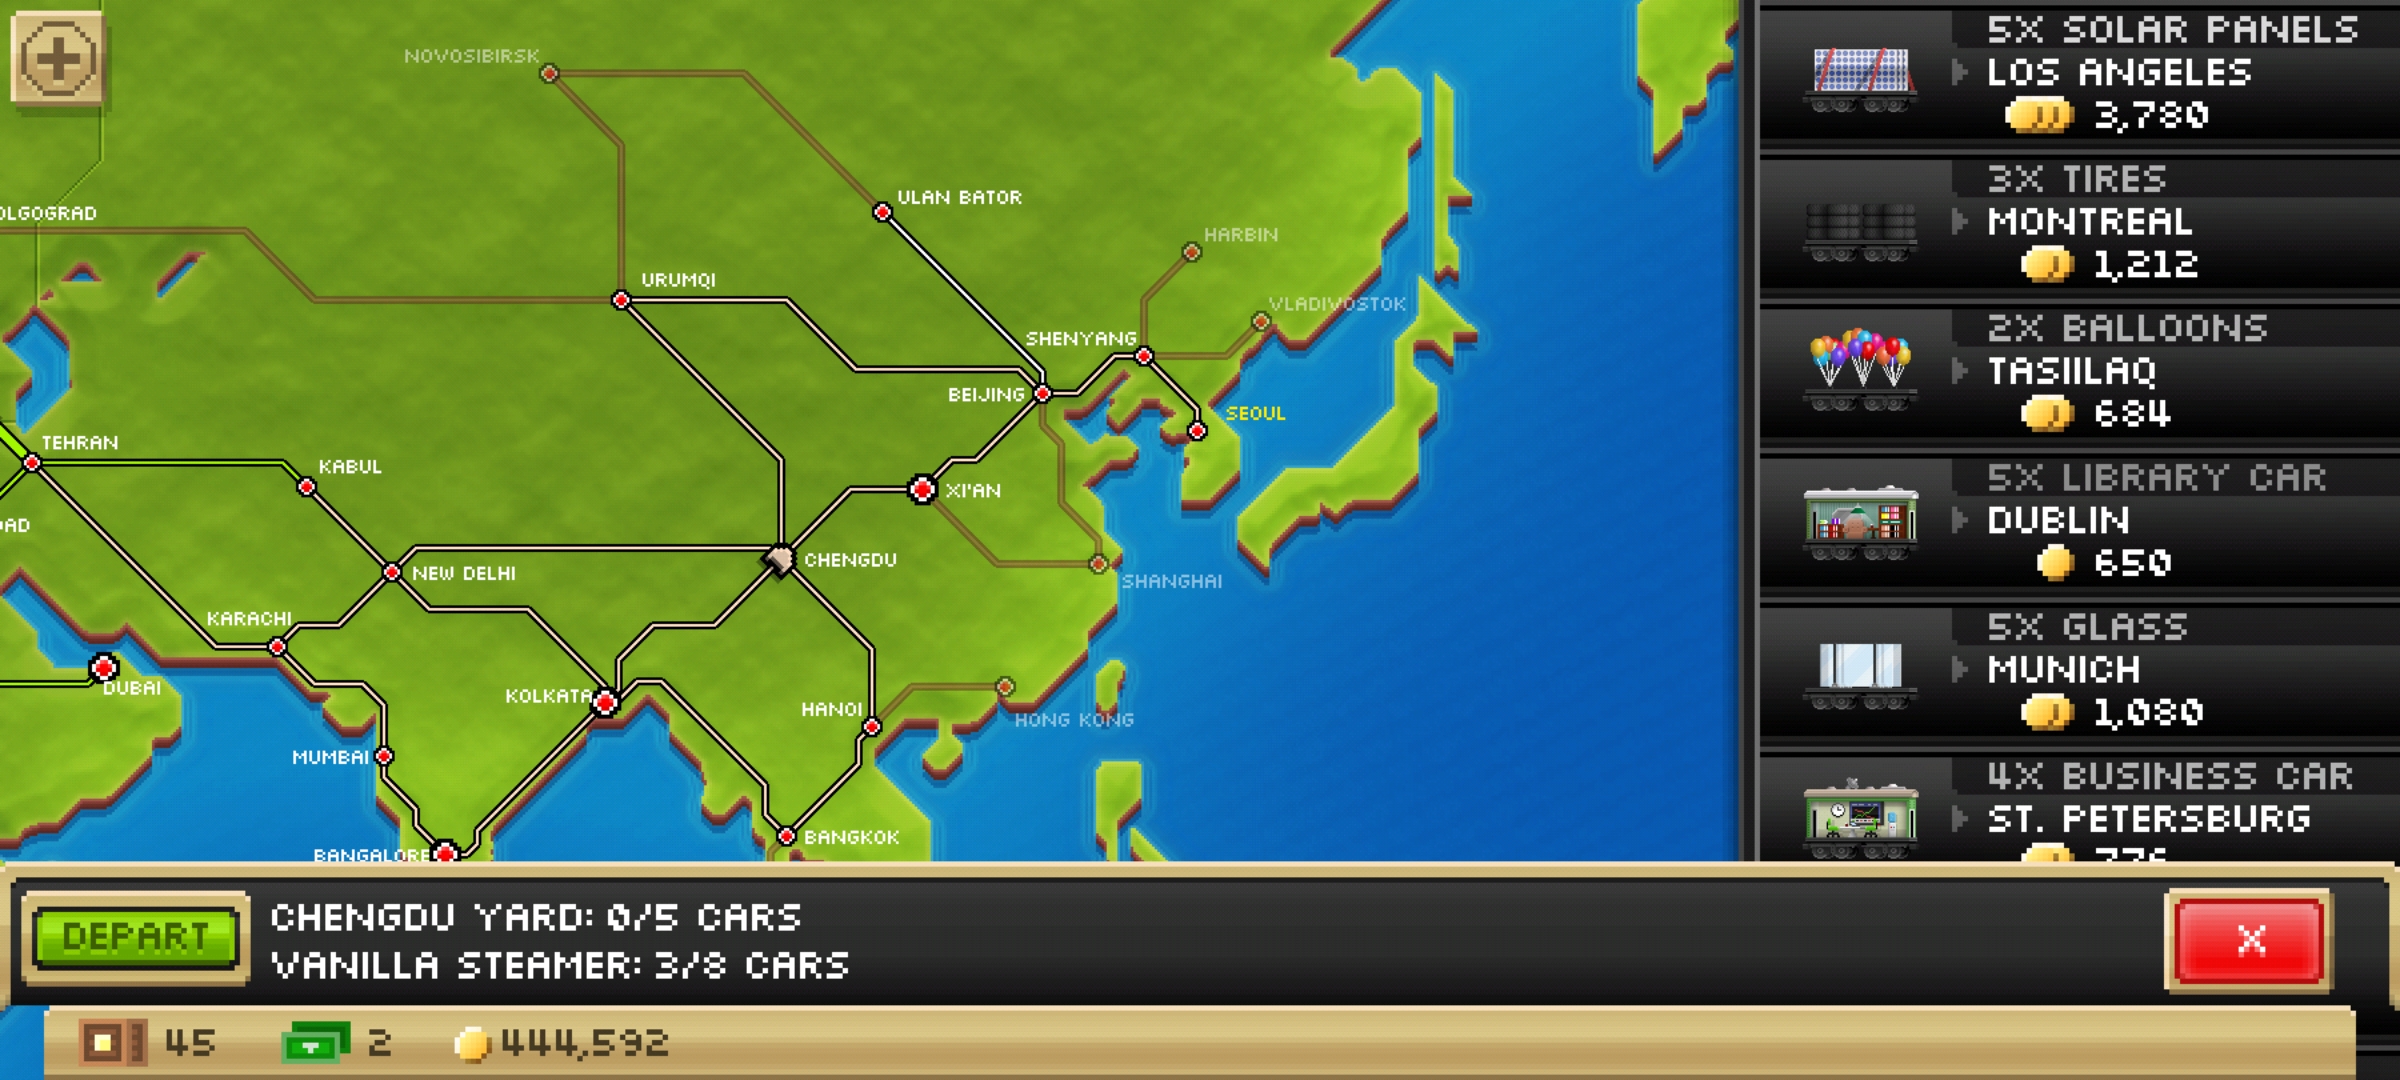 NOVOSIBIRSK
ULAN BATOR
OLGOGRAD
HARBIN
URUMQI
VLADIVOSTOK
SHENYANG
BEIJING
SEOUL
TEHRAN
KABUL
XI'AN
AD
CHENGDU
NEW DELHI
SHANGHAI
KARACHI
DUBAI
KOLKATA
HANOI
HONG KONG
MUMBAI
BANGKOK
BANGALORE
5X SOLAR PANELS
LOS ANGELES
3,780
3X TIRES
MONTREAL
1,212
2X BALLOONS
TASIILAQ
684
5X LIBRARY CAR
DUBLIN
650
5X GLASS
MUNICH
1,080
4X BUSINESS CAR
ST. PETERSBURG
DEPART
CHENGDU YARD: 0/5 CARS
VANILLA STEAMER: 3/8 CARS
X
45
2
444,592